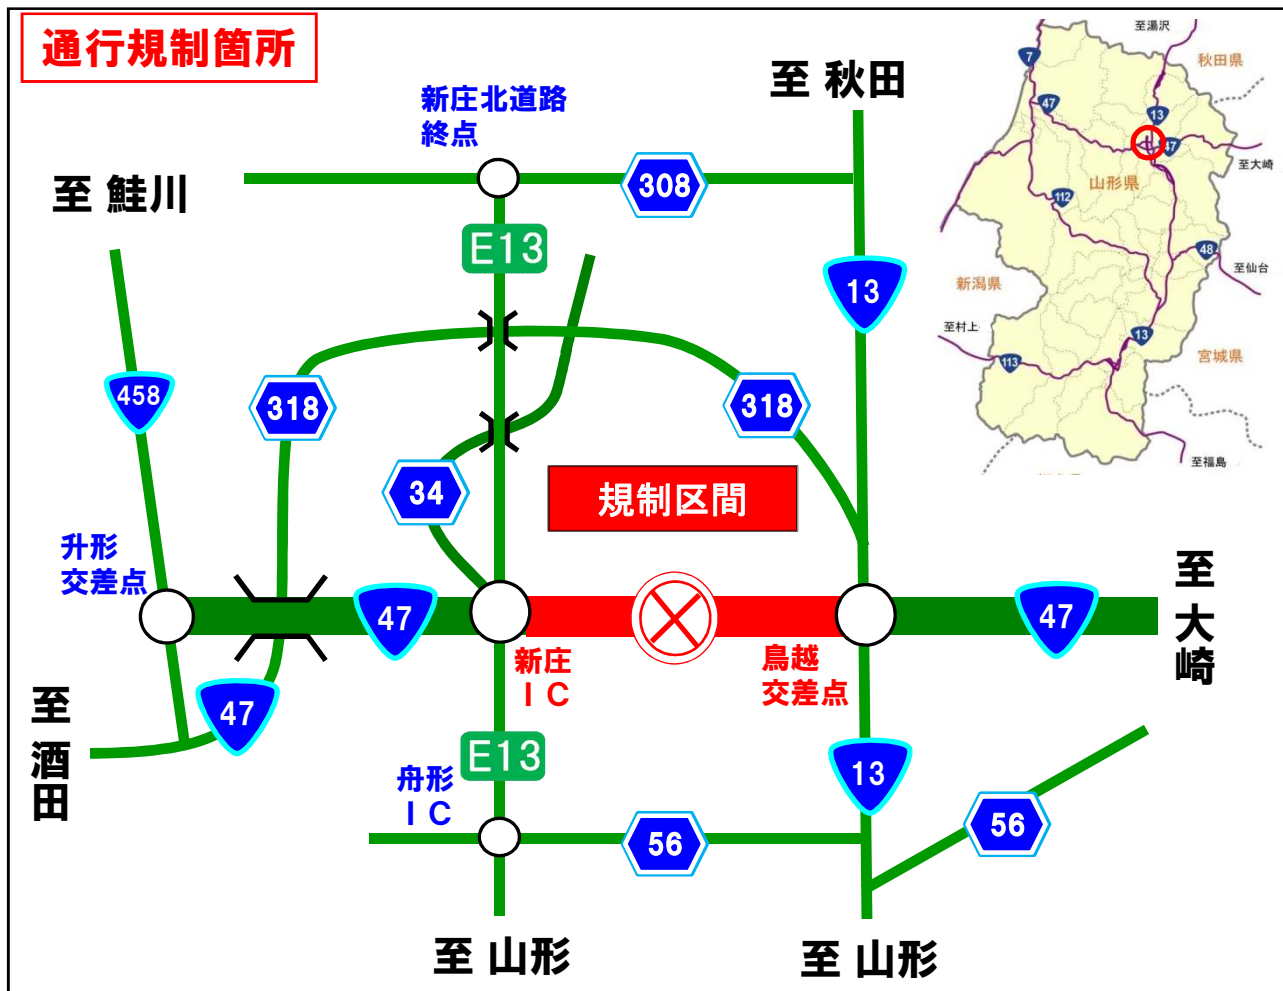 通行規制箇所
新庄北道路
終点
至 秋田
至 鮭川
308
E13
13
458
318
318
34
規制区間
升形
交差点
47
47
新庄
ＩＣ
鳥越
交差点
至 大崎
至 酒田
47
E13
13
舟形
ＩＣ
56
56
至 山形
至 山形
至湯沢
秋田県
7
47
13
47
至大崎
山形県
112
48
至仙台
新潟県
至村上
13
宮城県
113
至福島